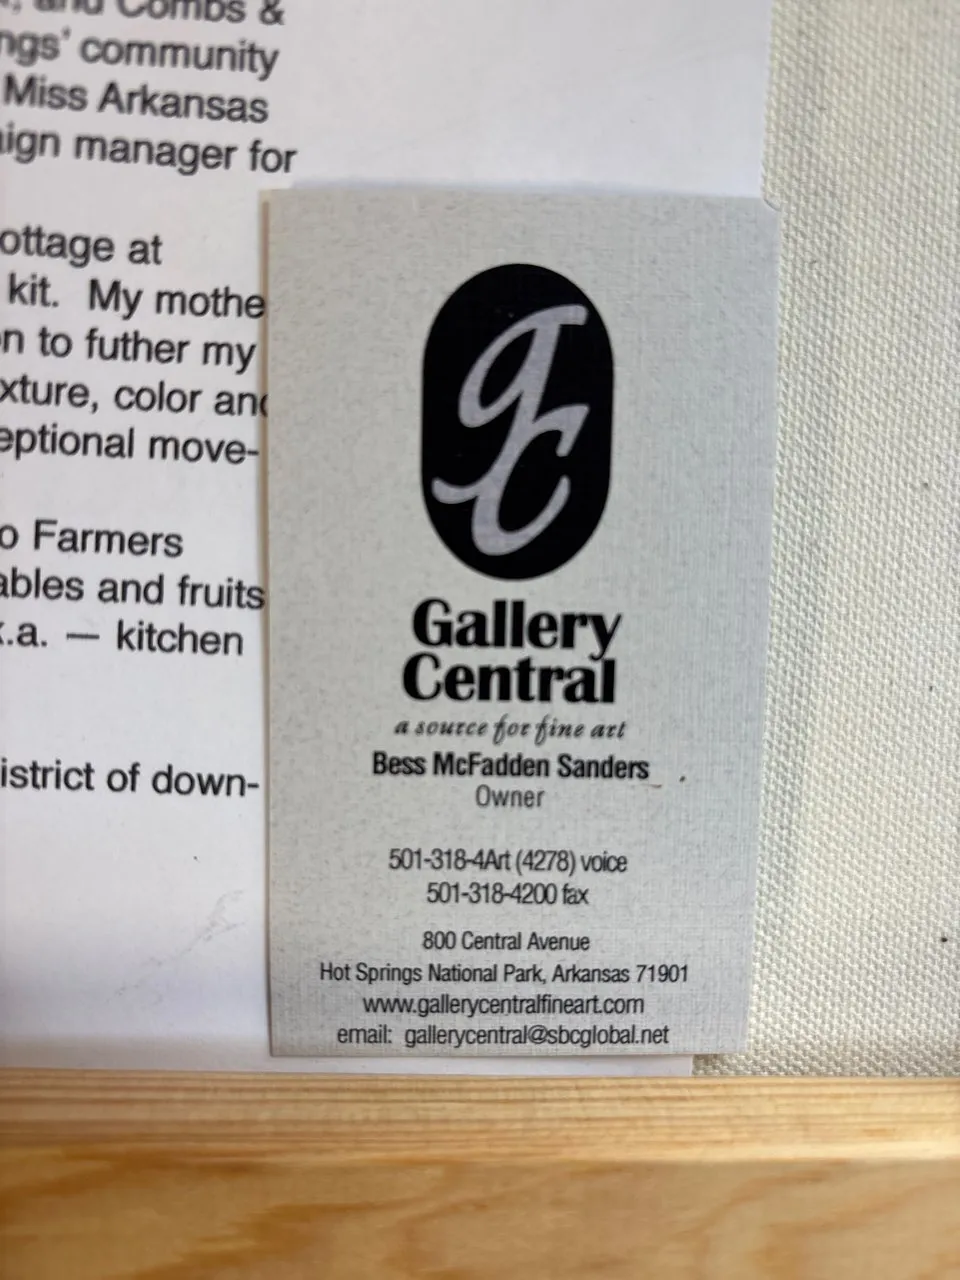 and Combs &
ngs' community
Miss Arkansas
ign manager for
ottage at
kit. My mothe
n to futher my
xture, color and
eptional move-
o Farmers
ables and fruits
.a. — kitchen
istrict of down-
gc
Gallery
Central
a source for fine art
Bess McFadden Sanders
Owner
501-318-4Art (4278) voice
501-318-4200 fax
800 Central Avenue
Hot Springs National Park, Arkansas 71901
www.gallerycentralfineart.com
email: gallerycentral@sbcglobal.net